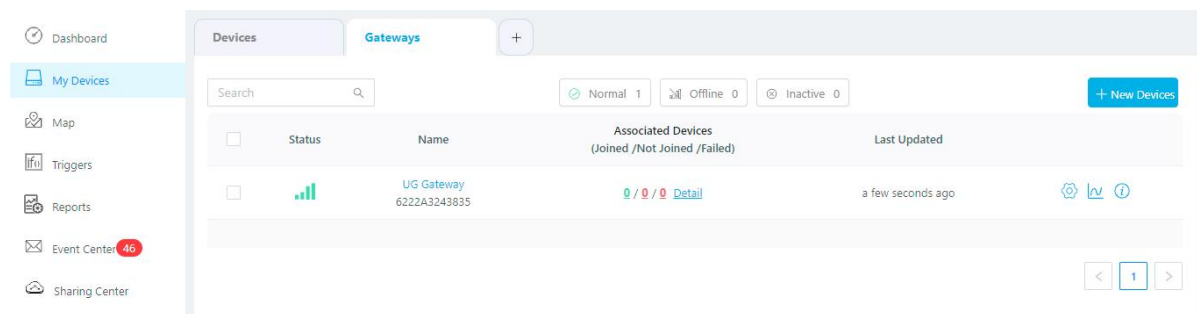 Dashboard
My Devices
Map
Triggers
Reports
Event Center 46
Sharing Center
Devices
Gateways
+
Search
Normal 1
Offline 0
Inactive 0
+ New Devices
Status
Name
Associated Devices
(Joined /Not Joined /Failed)
Last Updated
UG Gateway
6222A3243835
0 / 0 / 0 Detail
a few seconds ago
< 1 >